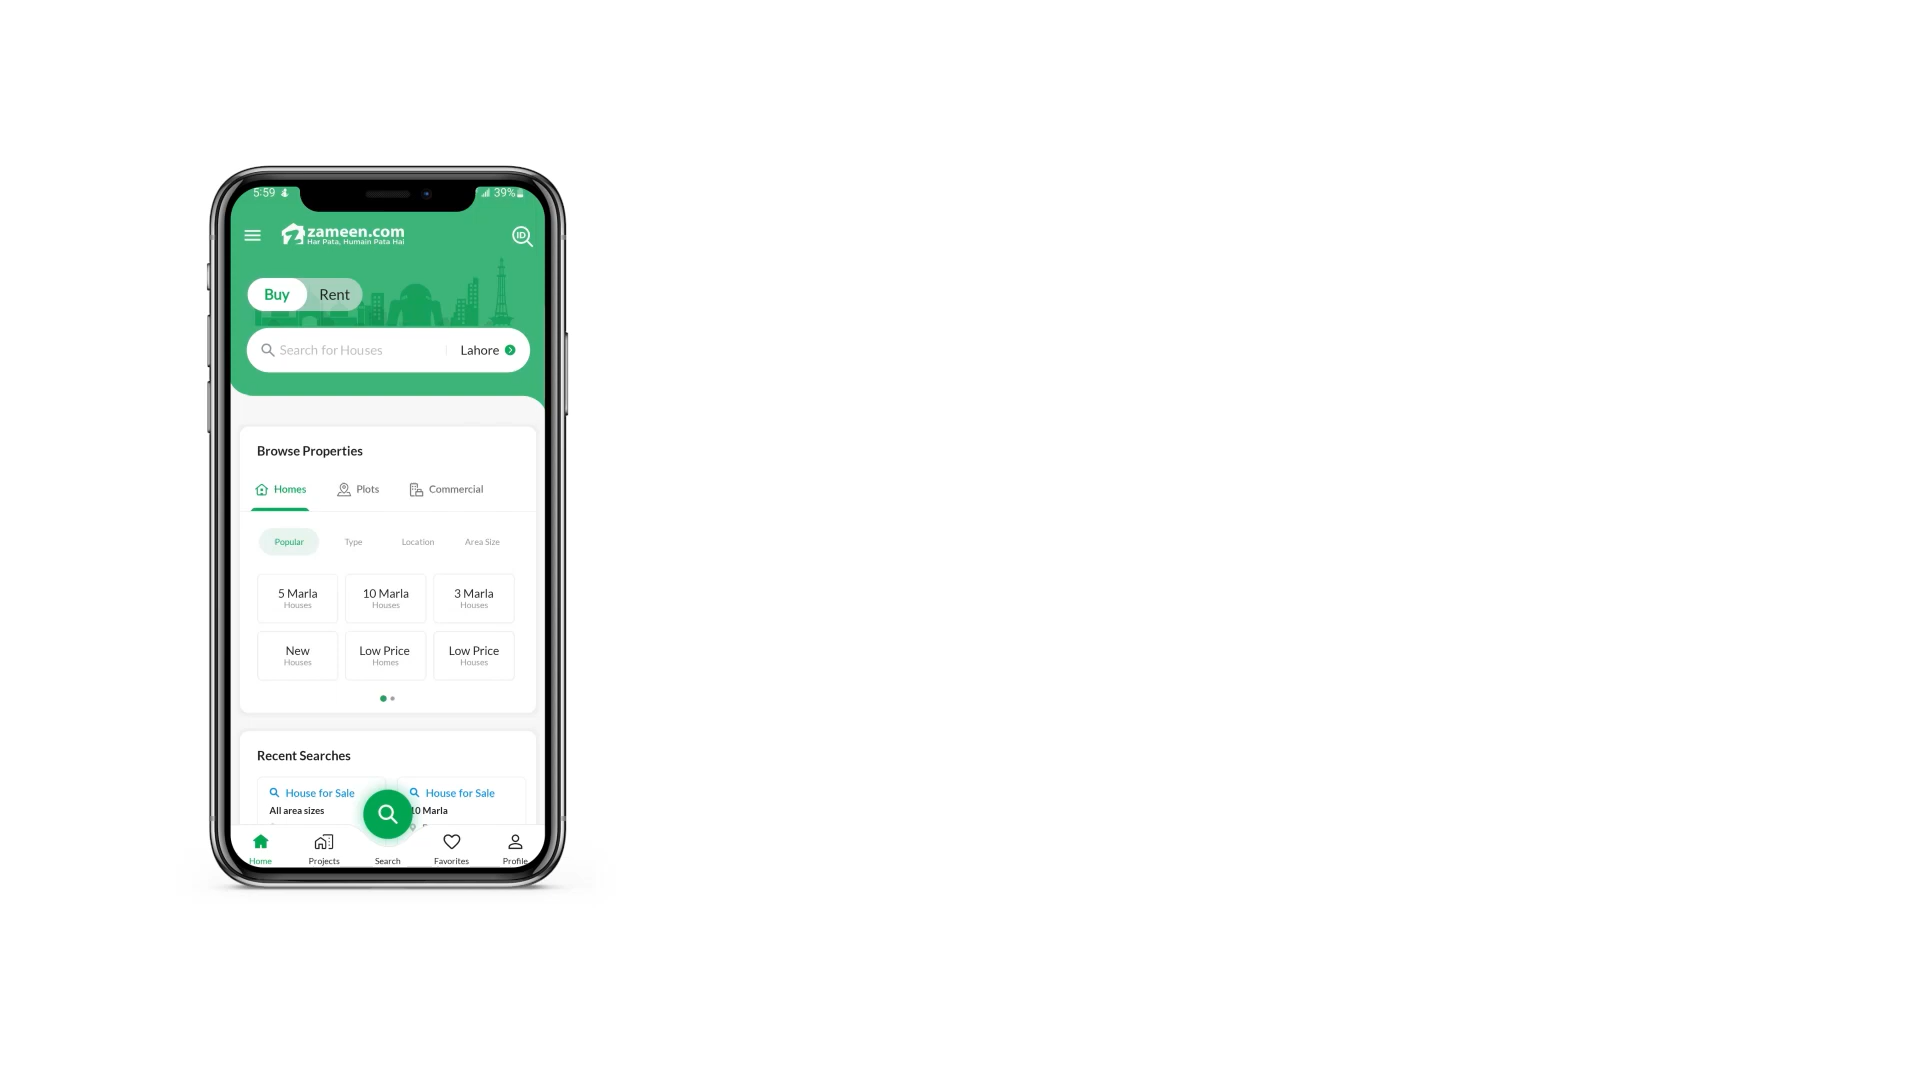 5:59
39%
zameen.com
Har Pata, Humain Pata Hai
ID
Buy
Rent
Search for Houses
Lahore
Browse Properties
Homes
Plots
Commercial
Popular
Type
Location
Area Size
5 Marla
Houses
10 Marla
Houses
3 Marla
Houses
New
Houses
Low Price
Homes
Low Price
Houses
Recent Searches
House for Sale
All area sizes
House for Sale
10 Marla
Home
Projects
Search
Favorites
Profile